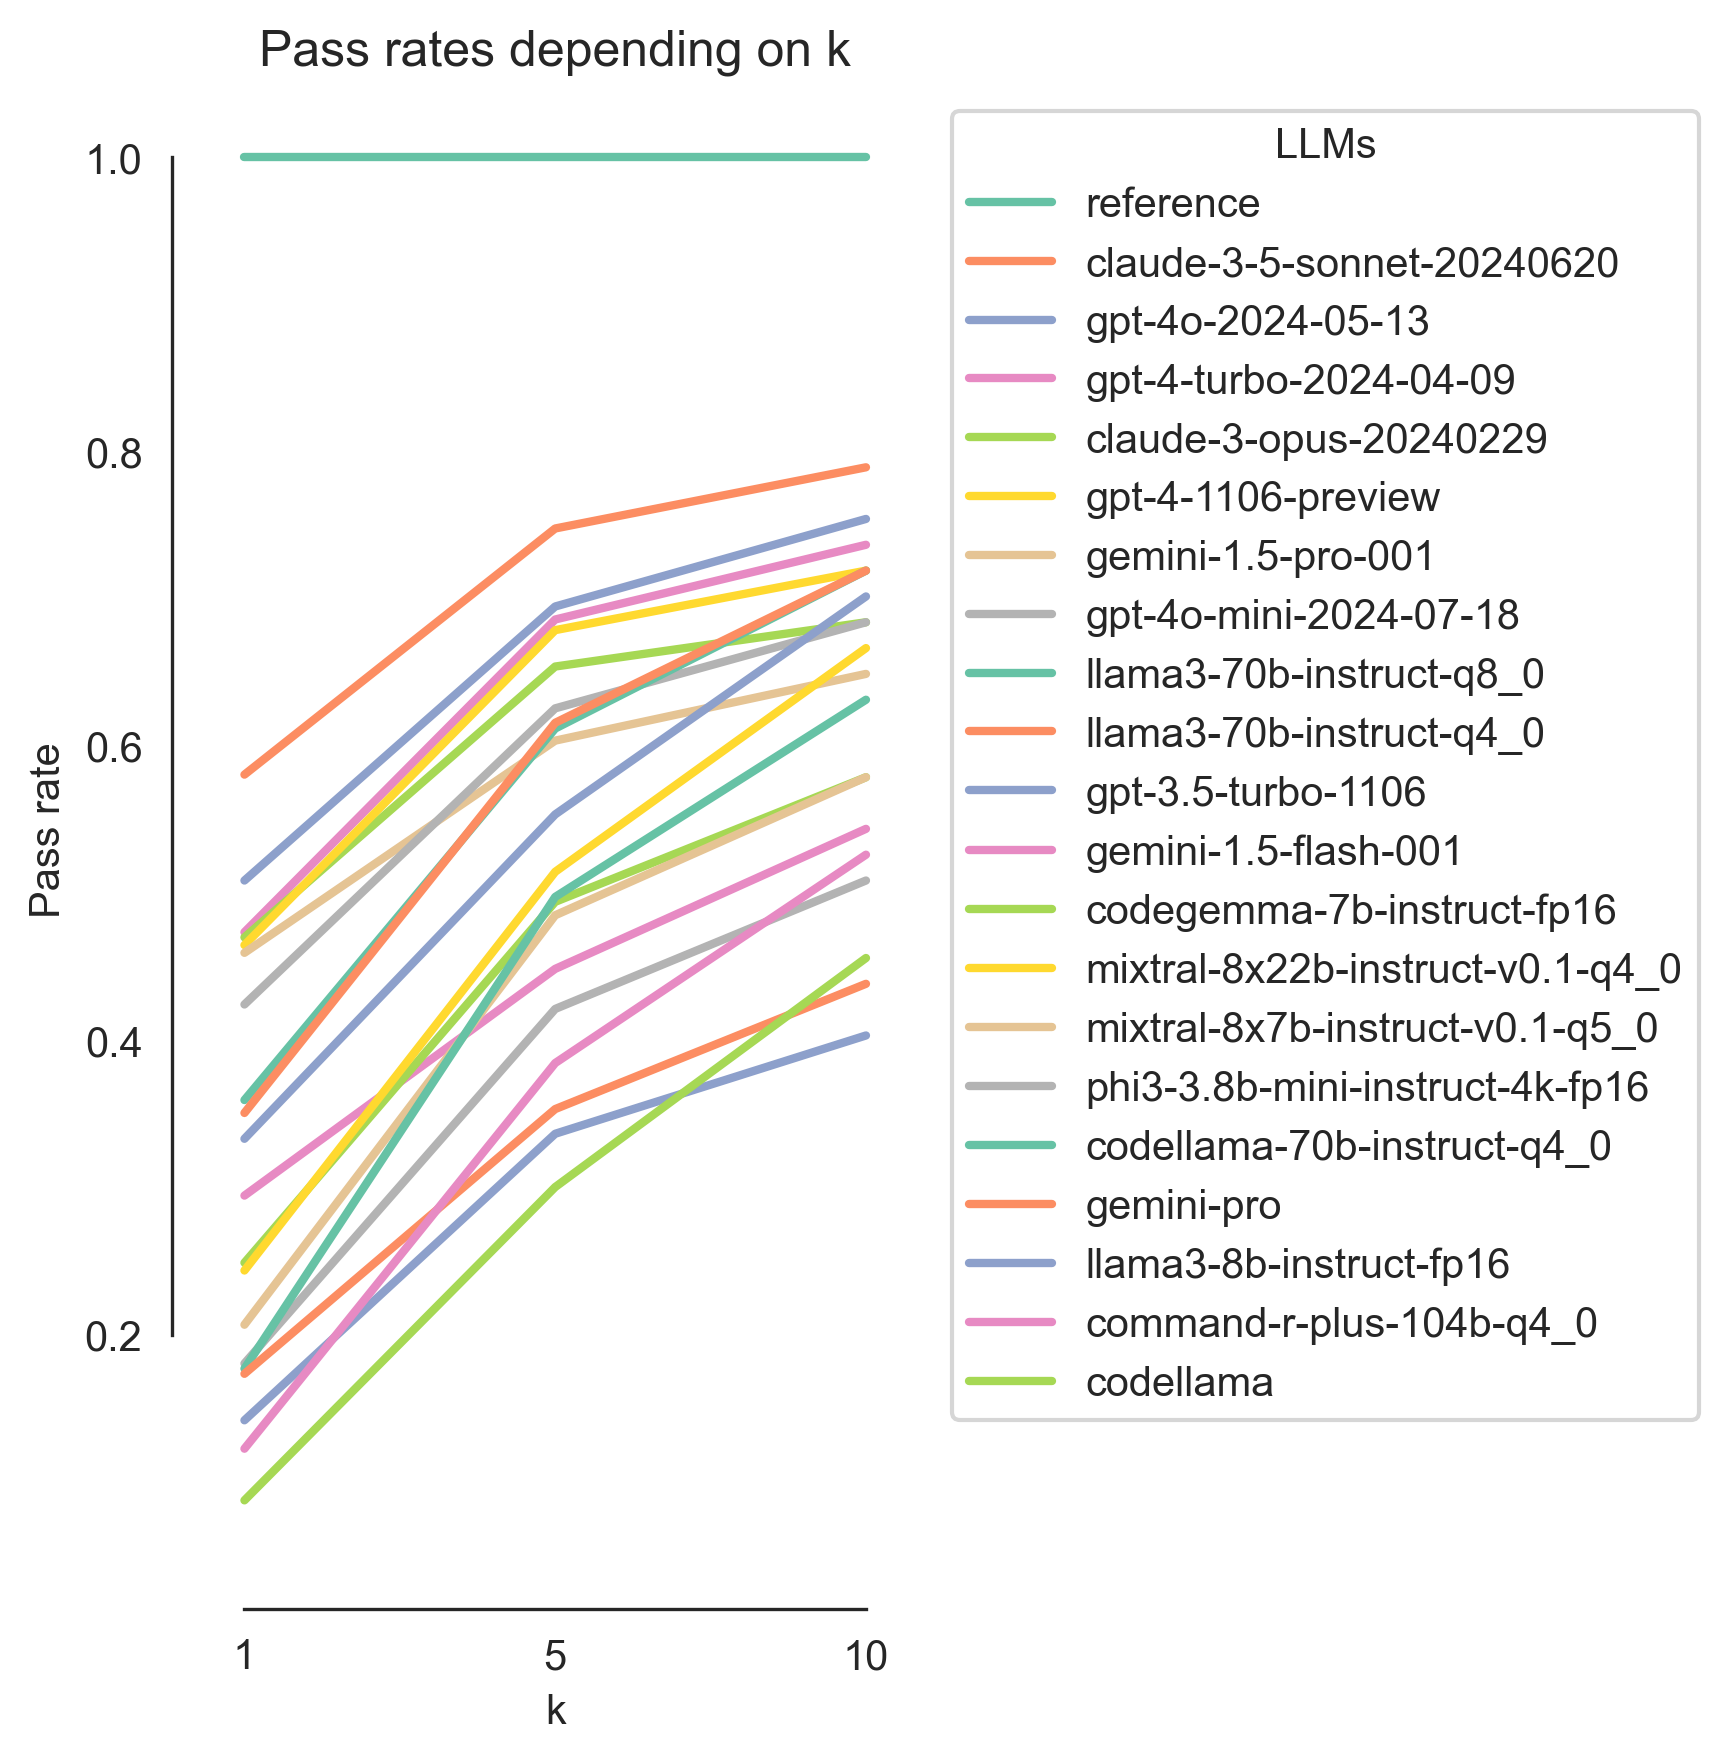 Pass rates depending on k
1.0
0.8
0.6
0.4
0.2
Pass rate
1 5 10
k
LLMs
reference
claude-3-5-sonnet-20240620
gpt-4o-2024-05-13
gpt-4-turbo-2024-04-09
claude-3-opus-20240229
gpt-4-1106-preview
gemini-1.5-pro-001
gpt-4o-mini-2024-07-18
llama3-70b-instruct-q8_0
llama3-70b-instruct-q4_0
gpt-3.5-turbo-1106
gemini-1.5-flash-001
codegemma-7b-instruct-fp16
mixtral-8x22b-instruct-v0.1-q4_0
mixtral-8x7b-instruct-v0.1-q5_0
phi3-3.8b-mini-instruct-4k-fp16
codellama-70b-instruct-q4_0
gemini-pro
llama3-8b-instruct-fp16
command-r-plus-104b-q4_0
codellama